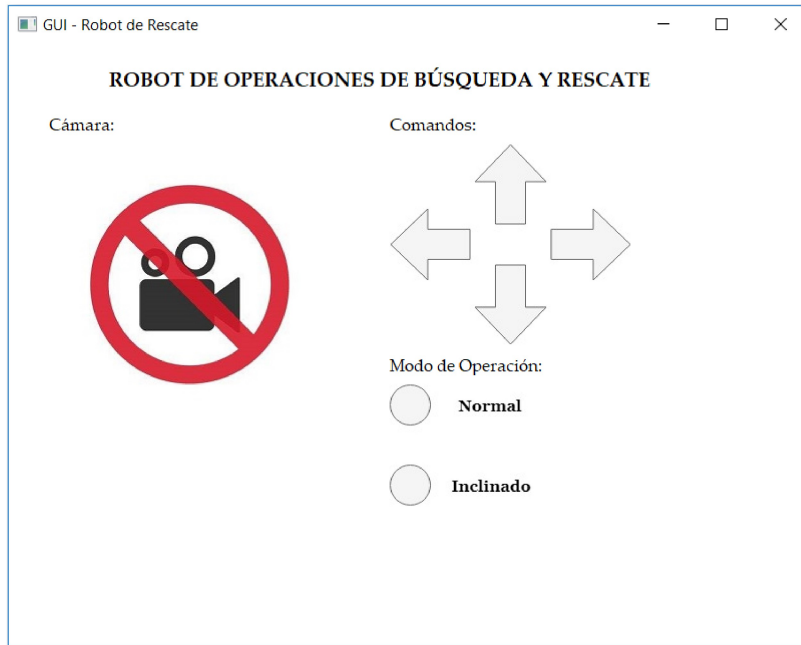 GUI - Robot de Rescate
ROBOT DE OPERACIONES DE BÚSQUEDA Y RESCATE
Cámara:
Comandos:
Modo de Operación:
Normal
Inclinado